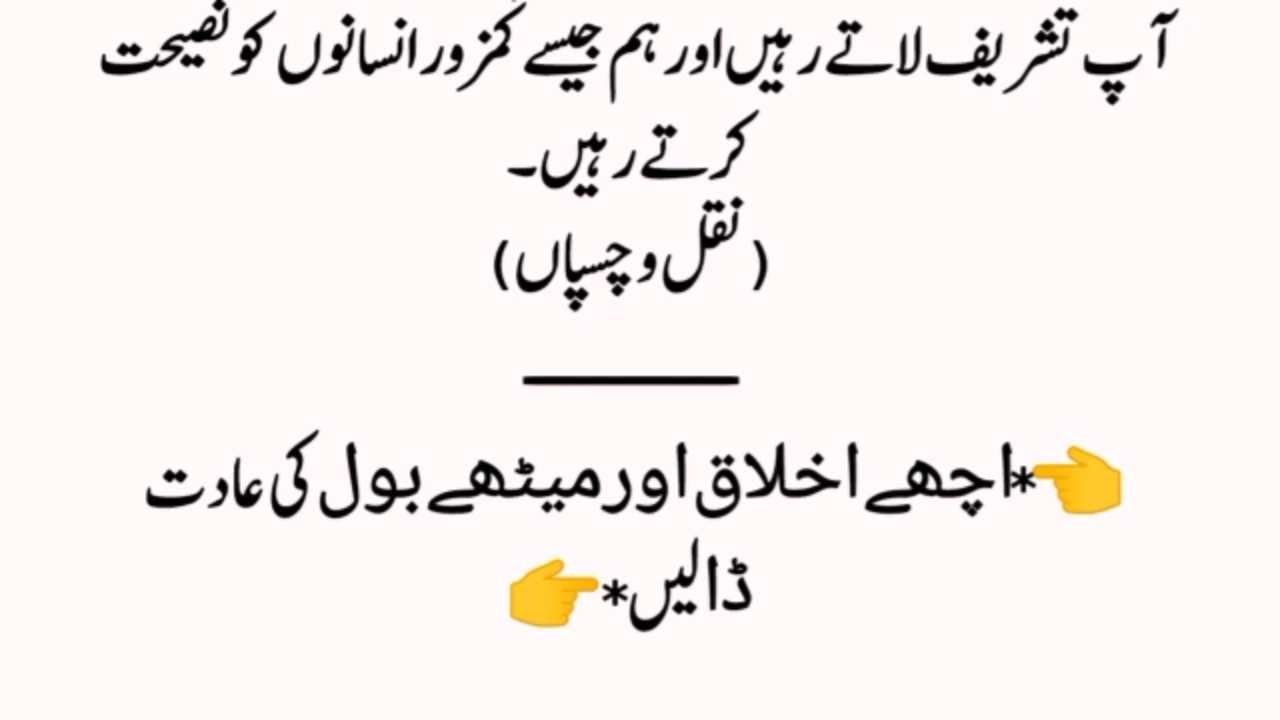 آپ تشریف لاتے رہیں اور ہم جیسے کمزور انسانوں کو نصیحت
کرتے رہیں۔
( نقل و چسپاں)
👈*اچھے اخلاق اور میٹھے بول کی عادت
ڈالیں*👉